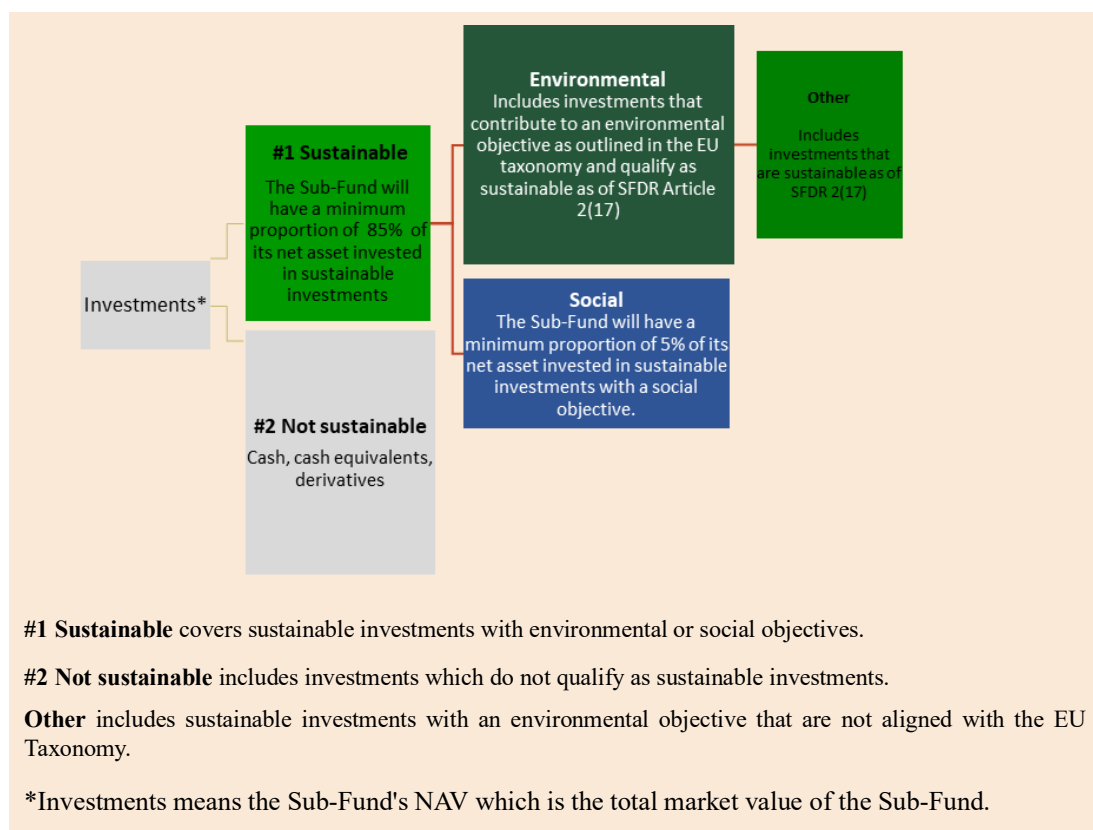 Investments*
#1 Sustainable
The Sub-Fund will
have a minimum
proportion of 85% of
its net asset invested
in sustainable
investments
#2 Not sustainable
Cash, cash equivalents,
derivatives
Environmental
Includes investments that
contribute to an environmental
objective as outlined in the EU
taxonomy and qualify as
sustainable as of SFDR Article
2(17)
Social
The Sub-Fund will have a
minimum proportion of 5% of its
net asset invested in sustainable
investments with a social
objective.
Other
Includes
investments that
are sustainable as of
SFDR 2(17)
#1 Sustainable covers sustainable investments with environmental or social objectives.
#2 Not sustainable includes investments which do not qualify as sustainable investments.
Other includes sustainable investments with an environmental objective that are not aligned with the EU
Taxonomy.
*Investments means the Sub-Fund's NAV which is the total market value of the Sub-Fund.